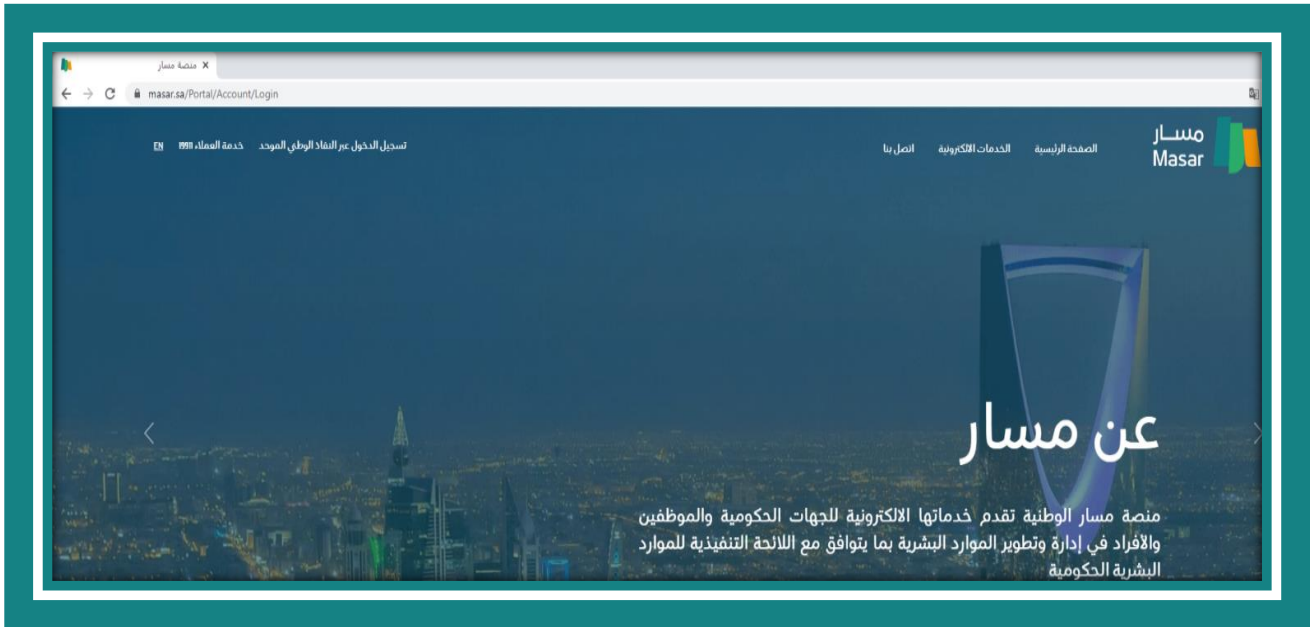 منصة مسار
masar.sa/Portal/Account/Login
مسـار
Masar
الصفحة الرئيسية
الخدمات الالكترونية
اتصل بنا
تسجيل الدخول عبر النفاذ الوطني الموحد
خدمة العملاء
EN
عن مسار
منصة مسار الوطنية تقدم خدماتها الالكترونية للجهات الحكومية والموظفين
والأفراد في إدارة وتطوير الموارد البشرية بما يتوافق مع اللائحة التنفيذية للموارد
البشرية الحكومية